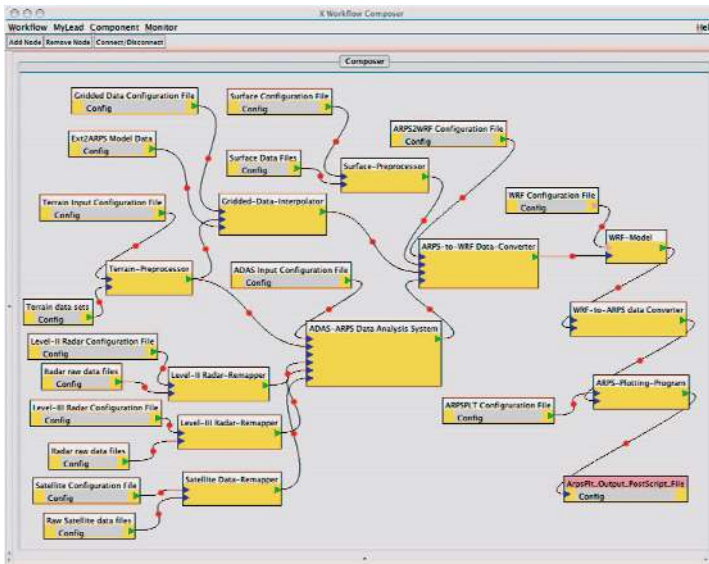 X Workflow Composer
Workflow MyLead Component Monitor Hel
Add Node Remove Node Connect/Disconnect
Composer
Gridded Data Configuration File
Config
Surface Configuration File
Config
Ext2ARPS Model Data
Config
ARPS2WRF Configuration File
Config
Surface Data Files
Config
Surface-Preprocessor
Terrain Input Configuration File
Config
Gridded-Data-Interpolator
WRF Configuration File
Config
WRF-Model
ARPS-to-WRF Data-Converter
Terrain-Preprocessor
ADAS Input Configuration File
Config
Terrain data sets
Config
WRF-to-ARPS data Converter
ADAS-ARPS Data Analysis System
Level-II Radar Configuration File
Config
Radar raw data files
Config
Level-II Radar-Remapper
ARPS-Plotting-Program
Level-III Radar Configuration File
Config
ARPSPLT Configuration File
Config
Level-III Radar-Remapper
Radar raw data files
Config
Satellite Configuration File
Config
Satellite Data-Remapper
ArpsPlt_Output_PostScript_File
Config
Raw Satellite data files
Config